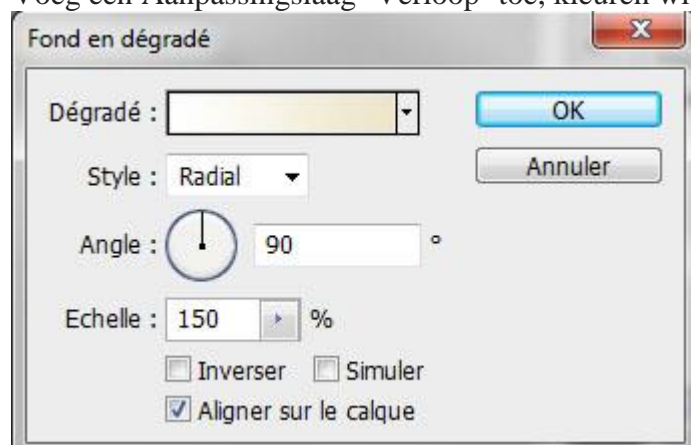 Voeg een Aanpassingslaag “Verloop” toe, kleuren
Fond en dégradé
Dégradé :
OK
Style : Radial
Annuler
Angle : 90 °
Echelle : 150 %
Inverser Simuler
Aligner sur le calque